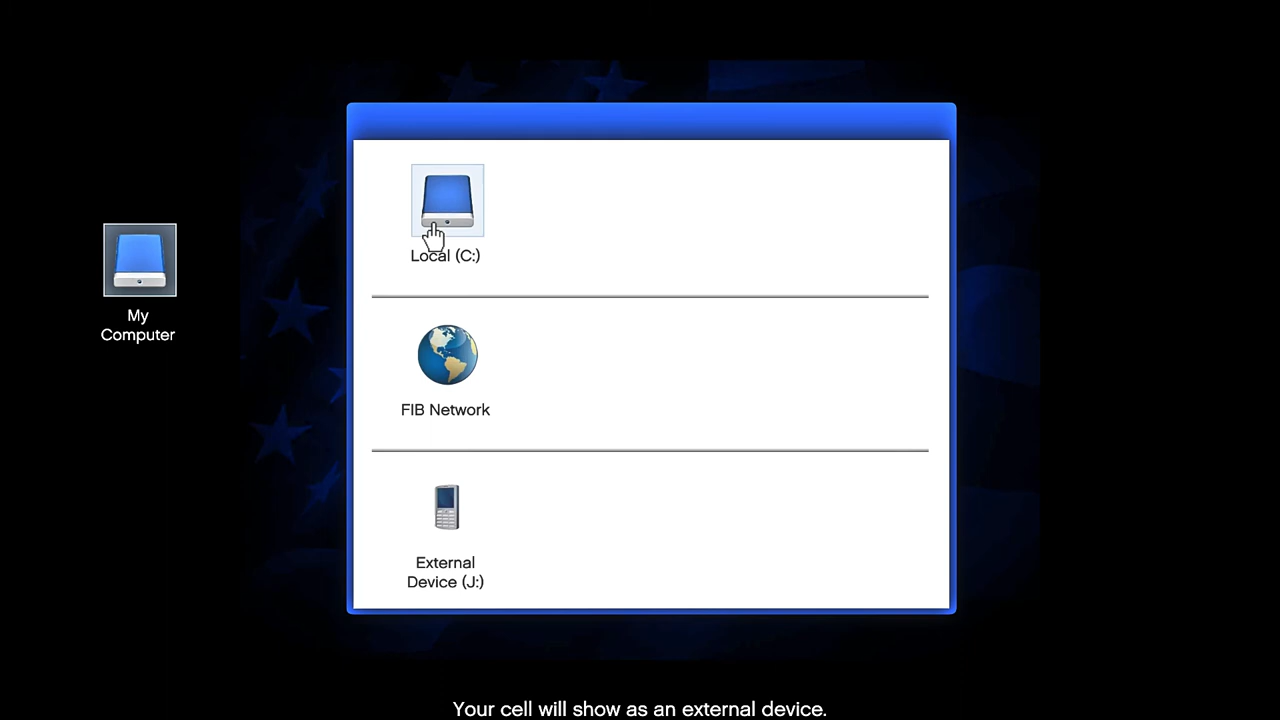 My
Computer
Local (C:)
FIB Network
External
Device (J:)
Your cell will show as an external device.